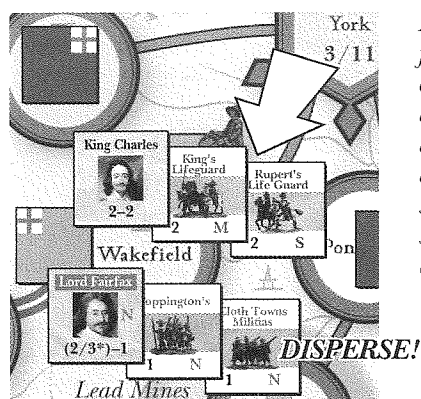 York
3/11
King Charles
2-2
King's
Lifeguard
2 M
Rupert's
Life Guard
2 S
Wakefield
Pon
Lord Fairfax
N
(2/3*)-1
oppington's
1 N
Cloth Towns
Militias
1 N
DISPERSE!
Lead Mines